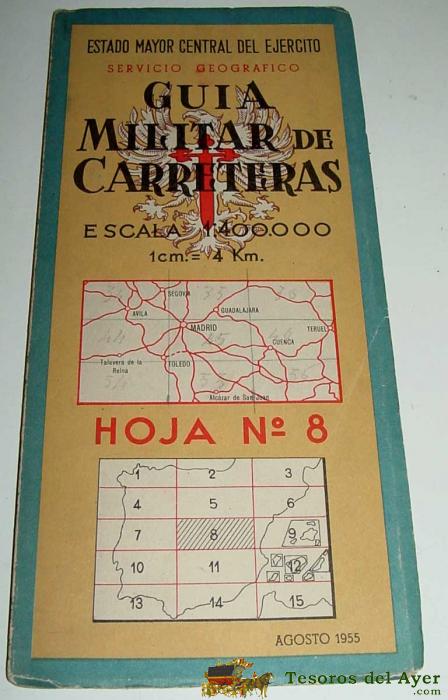 ESTADO MAYOR CENTRAL DEL EJERCITO
SERVICIO GEOGRAFICO
GUIA
MILITAR DE
CARRETERAS
ESCALA 1:400.000
1cm.= 4 Km.
SEGOVIA
AVILA
GUADALAJARA
MADRID
TERUEL
CUENCA
Talavera de la
Reina
TOLEDO
Alcázar de San Juan
HOJA Nº 8
1 2 3
4 5 6
7 8 9
10 11 12
13 14 15
AGOSTO 1955
Tesoros del Ayer
.com